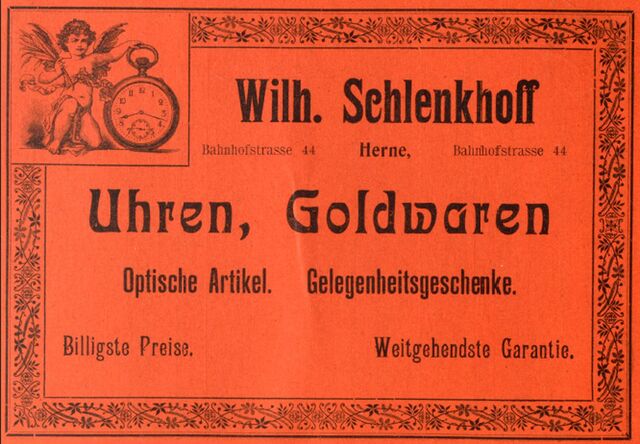 Wilh. Schlenkhoff
Bahnhofstrasse 44 Herne, Bahnhofstrasse 44
Uhren, Goldwaren
Optische Artikel. Gelegenheitsgeschenke.
Billigste Preise. Weitgehendste Garantie.